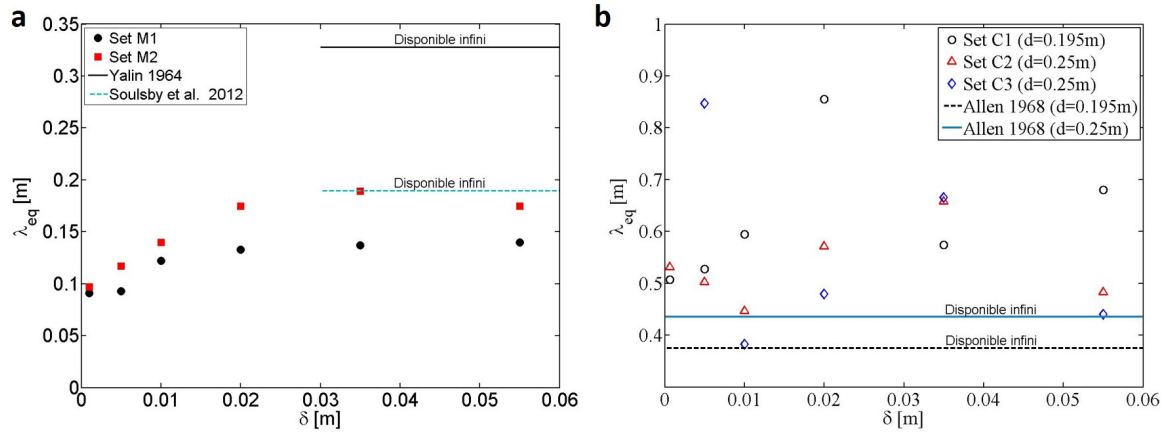 a
0.35
0.3
0.25
0.2
0.15
0.1
0.05
0
λeq [m]
0
0.01
0.02
0.03
0.04
0.05
0.06
δ [m]
Set M1
Set M2
Yalin 1964
Soulsby et al. 2012
Disponible infini
Disponible infini
b
1
0.9
0.8
0.7
0.6
0.5
0.4
0
λeq [m]
0
0.01
0.02
0.03
0.04
0.05
0.06
δ [m]
Set C1 (d=0.195m)
Set C2 (d=0.25m)
Set C3 (d=0.25m)
Allen 1968 (d=0.195m)
Allen 1968 (d=0.25m)
Disponible infini
Disponible infini